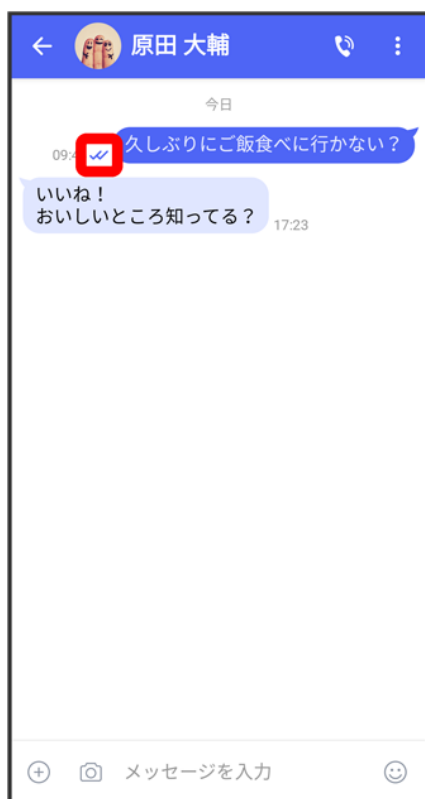 原田 大輔
今日
久しぶりにご飯食べに行かない？
いいね！
おいしいところ知ってる？
17:23
メッセージを入力